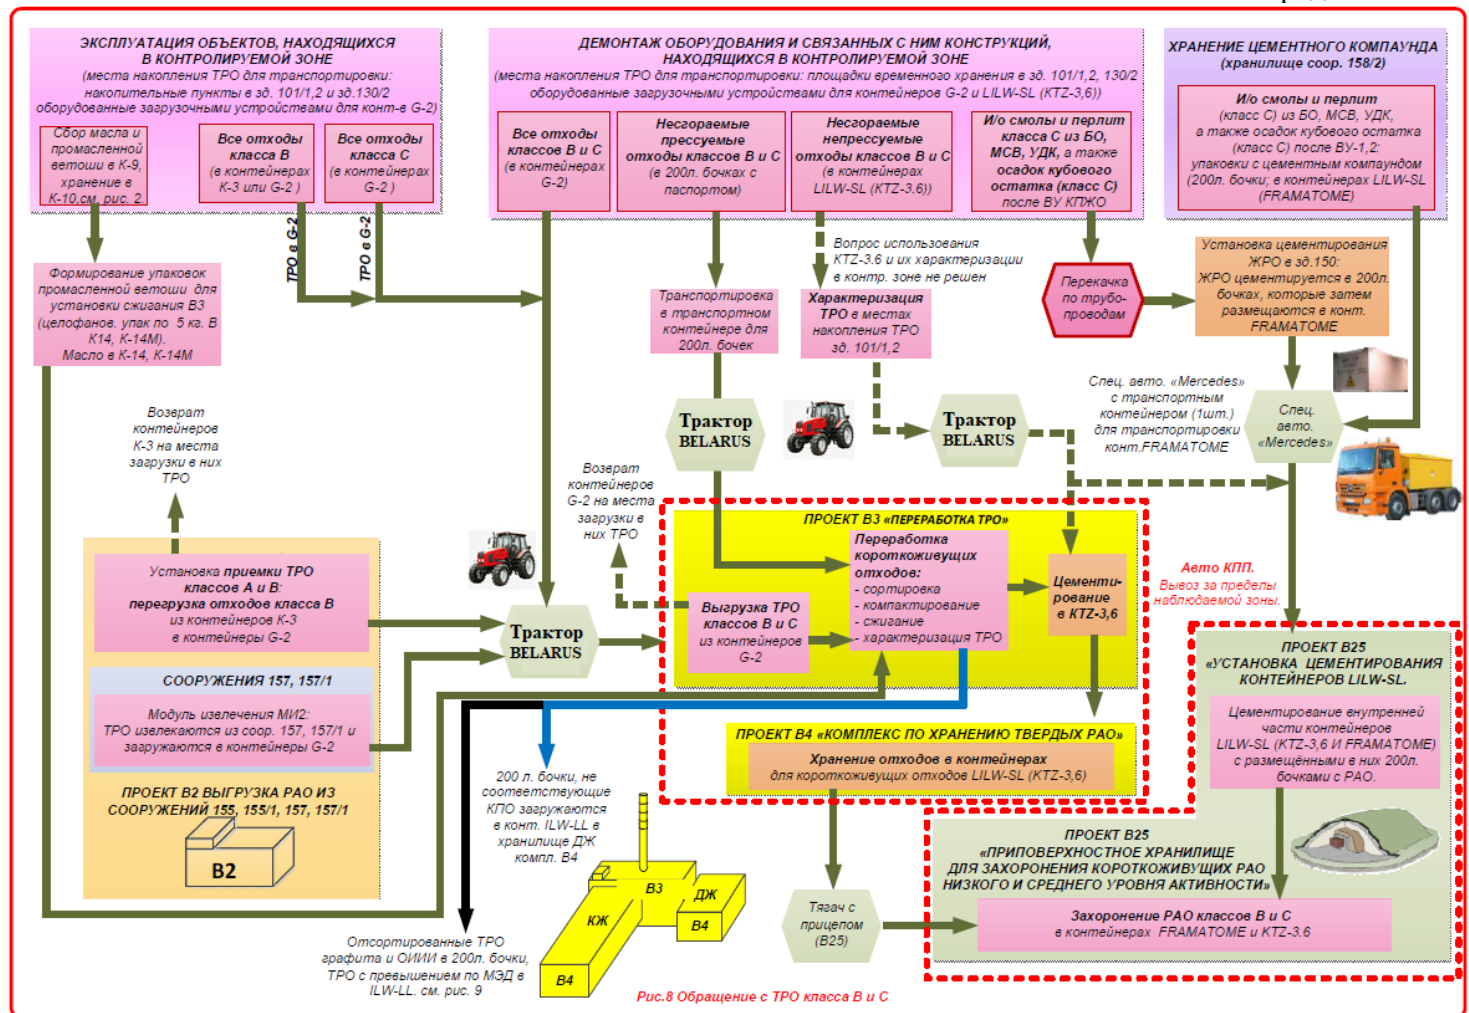 ЭКСПЛУАТАЦИЯ ОБЪЕКТОВ, НАХОДЯЩИХСЯ
В КОНТРОЛИРУЕМОЙ ЗОНЕ
(места накопления ТРО для транспортировки:
накопительные пункты в зд. 101/1,2 и зд.130/2
оборудованные загрузочными устройствами для конт-в G-2)
Сбор масла и
промасленной
ветоши в К-9,
хранение в
К-10,см. рис. 2.
Все отходы
класса В
(в контейнерах
К-3 или G-2 )
Все отходы
класса С
(в контейнерах
G-2 )
ДЕМОНТАЖ ОБОРУДОВАНИЯ И СВЯЗАННЫХ С НИМ КОНСТРУКЦИЙ,
НАХОДЯЩИХСЯ В КОНТРОЛИРУЕМОЙ ЗОНЕ
(места накопления ТРО для транспортировки: площадки временного хранения в зд. 101/1,2, 130/2
оборудованные загрузочными устройствами для контейнеров G-2 и LILW-SL (KTZ-3,6))
Все отходы
классов В и С
(в контейнерах
G-2)
Несгораемые
прессуемые
отходы классов В и С
(в 200л. бочках с
паспортом)
Несгораемые
непрессуемые
отходы классов В и С
(в контейнерах
LILW-SL (KTZ-3.6))
И/о смолы и перлит
класса С из БО,
МСВ, УДК, а также
осадок кубового
остатка (класс С)
после ВУ КПЖО
ХРАНЕНИЕ ЦЕМЕНТНОГО КОМПАУНДА
(хранилище соор. 158/2)
И/о смолы и перлит
(класс С) из БО, МСВ, УДК,
а также осадок кубового остатка
(класс С) после ВУ-1,2:
упаковки с цементным компаундом
(200л. бочки; в контейнерах LILW-SL
(FRAMATOME)
ТРО в G-2
ТРО в G-2
Формирование упаковок
промасленной ветоши для
установки сжигания В3
(целофанов. упак по 5 кг. В
К14, К-14М).
Масло в К-14, К-14М
Вопрос использования
KTZ-3.6 и их характеризации
в контр. зоне не решен
Транспортировка
в транспортном
контейнере для
200л. бочек
Характеризация
ТРО в местах
накопления ТРО
зд. 101/1,2
Перекачка
по трубо-
проводам
Установка цементирования
ЖРО в зд.150:
ЖРО цементируется в 200л.
бочках, которые затем
размещаются в конт.
FRAMATOME
Возврат
контейнеров
К-3 на места
загрузки в них
ТРО
Трактор
BELARUS
Трактор
BELARUS
Спец. авто. «Mercedes»
с транспортным
контейнером (1шт.)
для транспортировки
конт.FRAMATOME
Спец.
авто.
«Mercedes»
Возврат
контейнеров
G-2 на места
загрузки в
них ТРО
Установка приемки ТРО
классов А и В:
перегрузка отходов класса В
из контейнеров К-3
в контейнеры G-2
СООРУЖЕНИЯ 157, 157/1
Модуль извлечения МИ2:
ТРО извлекаются из соор. 157, 157/1 и
загружаются в контейнеры G-2
ПРОЕКТ В2 ВЫГРУЗКА РАО ИЗ
СООРУЖЕНИЙ 155, 155/1, 157, 157/1
В2
Трактор
BELARUS
ПРОЕКТ В3 «ПЕРЕРАБОТКА ТРО»
Выгрузка ТРО
классов В и С
из контейнеров
G-2
Переработка
короткоживущих
отходов:
- сортировка
- компактирование
- сжигание
- характеризация ТРО
Цементи-
рование
в KTZ-3,6
Авто КПП.
Вывоз за пределы
наблюдаемой зоны.
ПРОЕКТ В4 «КОМПЛЕКС ПО ХРАНЕНИЮ ТВЕРДЫХ РАО»
Хранение отходов в контейнерах
для короткоживущих отходов LILW-SL (KTZ-3,6)
ПРОЕКТ В25
«УСТАНОВКА ЦЕМЕНТИРОВАНИЯ
КОНТЕЙНЕРОВ LILW-SL.
Цементирование внутренней
части контейнеров
LILW-SL (KTZ-3,6 И FRAMATOME)
с размещёнными в них 200л.
бочками с РАО.
200 л. бочки, не
соответствующие
КПО загружаются
в конт. ILW-LL в
хранилище ДЖ
компл. В4
В3
ДЖ
КЖ
В4
В4
Тягач с
прицепом
(В25)
ПРОЕКТ В25
«ПРИПОВЕРХНОСТНОЕ ХРАНИЛИЩЕ
ДЛЯ ЗАХОРОНЕНИЯ КОРОТКОЖИВУЩИХ РАО
НИЗКОГО И СРЕДНЕГО УРОВНЯ АКТИВНОСТИ»
Захоронение РАО классов В и С
в контейнерах FRAMATOME и KTZ-3.6
Отсортированные ТРО
графита и ОИИИ в 200л. бочки,
ТРО с превышением по МЭД в
ILW-LL. см. рис. 9
Рис.8 Обращение с ТРО класса В и С